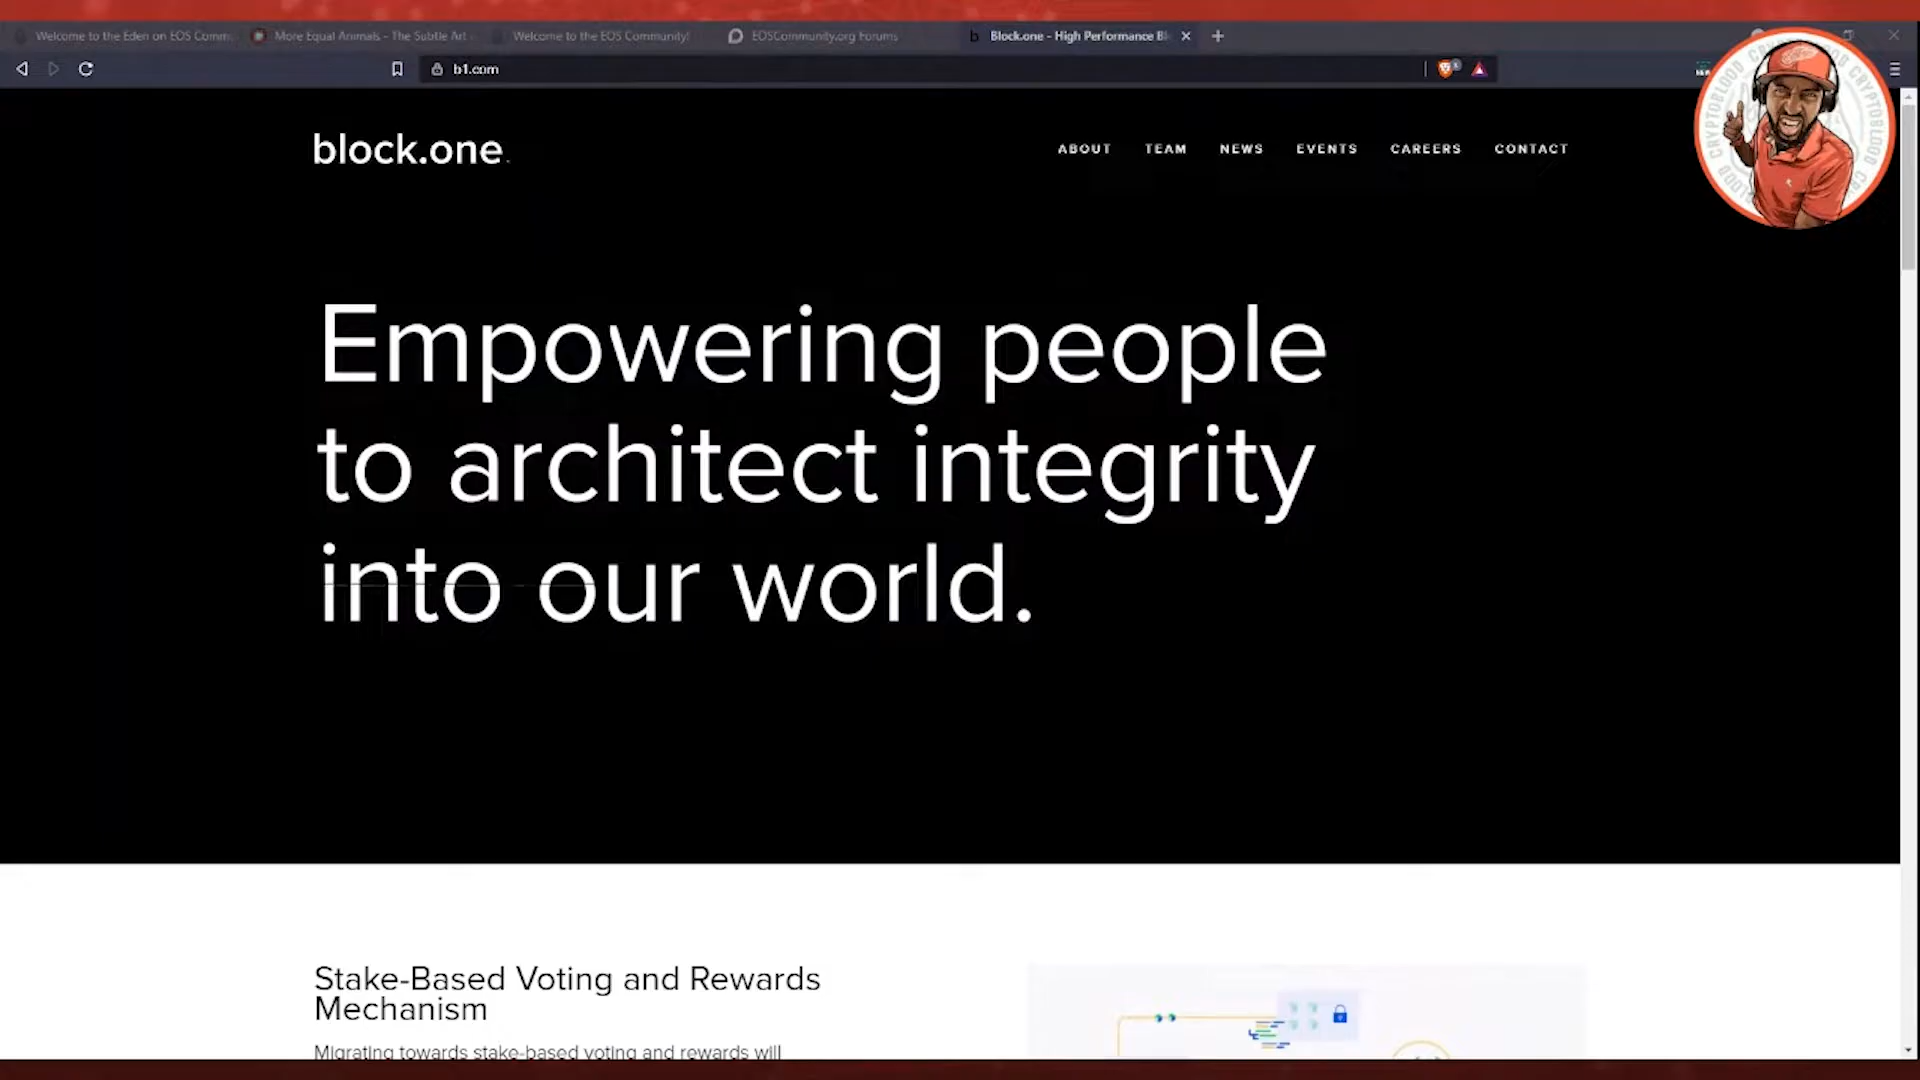 Welcome to the Eden on EOS Comm
More Equal Animals - The Subtle Art
Welcome to the EOS Community!
EOSCommunity.org Forums
Block.one - High Performance Bl
b1.com
CRYPTOBLOOD CRYPTOBLOOD
block.one
ABOUT
TEAM
NEWS
EVENTS
CAREERS
CONTACT
Empowering people
to architect integrity
into our world.
Stake-Based Voting and Rewards
Mechanism
Migrating towards stake-based voting and rewards will